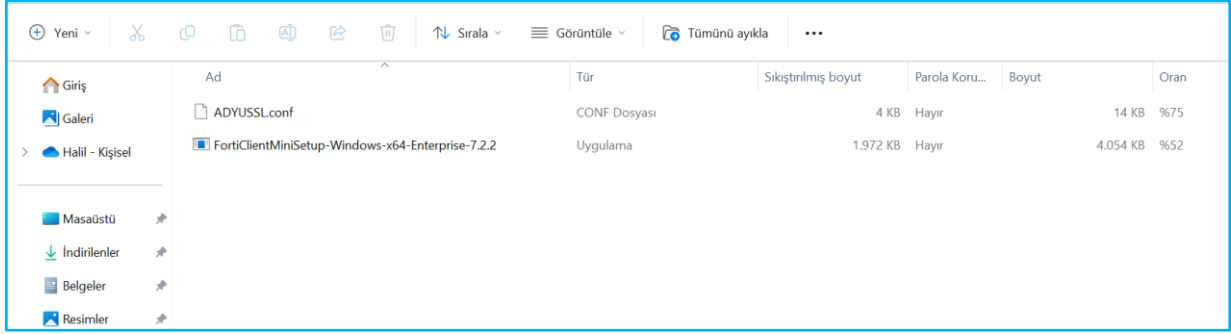 Yeni Sırala Görüntüle Tümünü ayıkla
Ad Tür Sıkıştırılmış boyut Parola Koru... Boyut Oran
Giriş
Galeri
Halil - Kişisel
ADYUSSL.conf CONF Dosyası 4 KB Hayır 14 KB %75
FortiClientMiniSetup-Windows-x64-Enterprise-7.2.2 Uygulama 1.972 KB Hayır 4.054 KB %52
Masaüstü
İndirilenler
Belgeler
Resimler